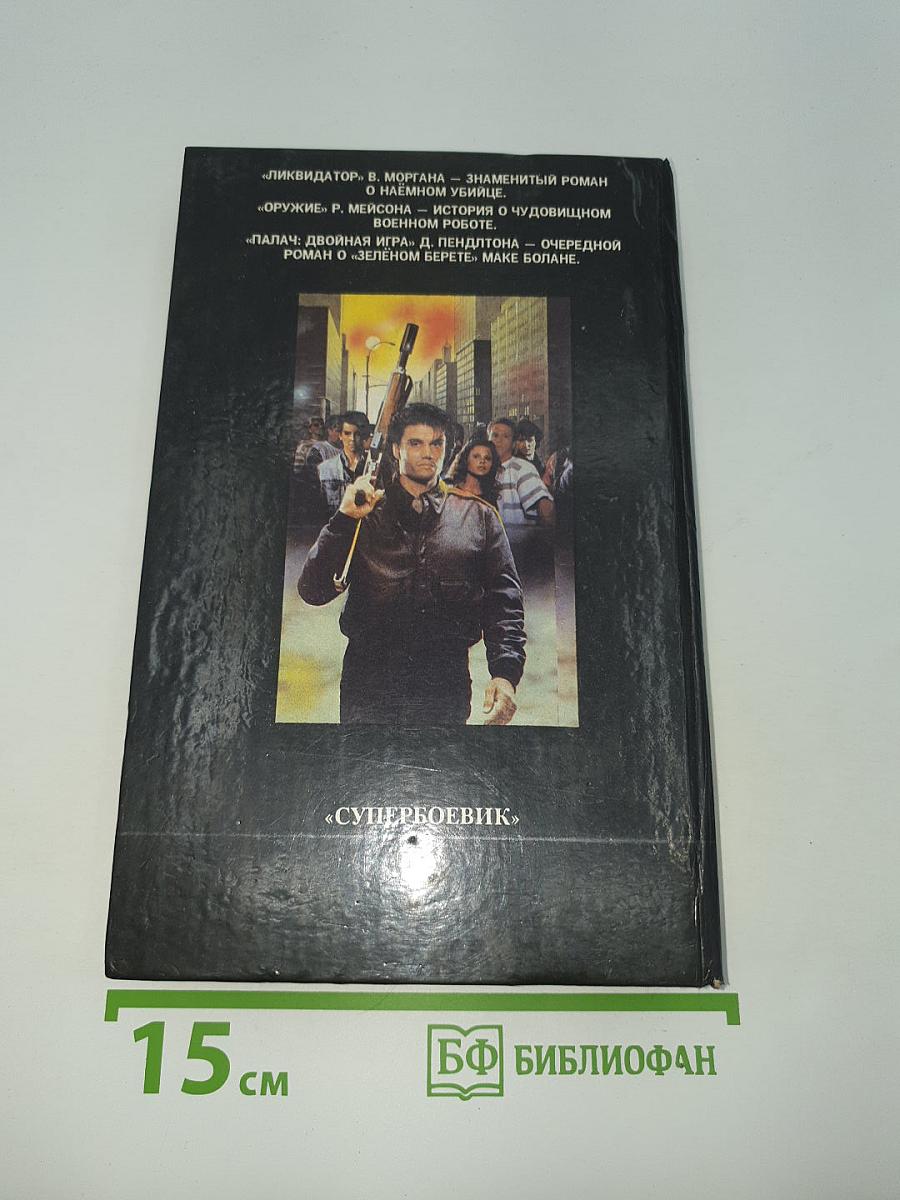 «ЛИКВИДАТОР» В. МОРГАНА — ЗНАМЕНИТЫЙ РОМАН
О НАЁМНОМ УБИЙЦЕ.
«ОРУЖИЕ» Р. МЕЙСОНА — ИСТОРИЯ О ЧУДОВИЩНОМ
ВОЕННОМ РОБОТЕ.
«ПАЛАЧ: ДВОЙНАЯ ИГРА» Д. ПЕНДЛТОНА — ОЧЕРЕДНОЙ
РОМАН О «ЗЕЛЁНОМ БЕРЕТЕ» МАКЕ БОЛАНЕ.
«СУПЕРБОЕВИК»
15 см
БФ БИБЛИОФАН